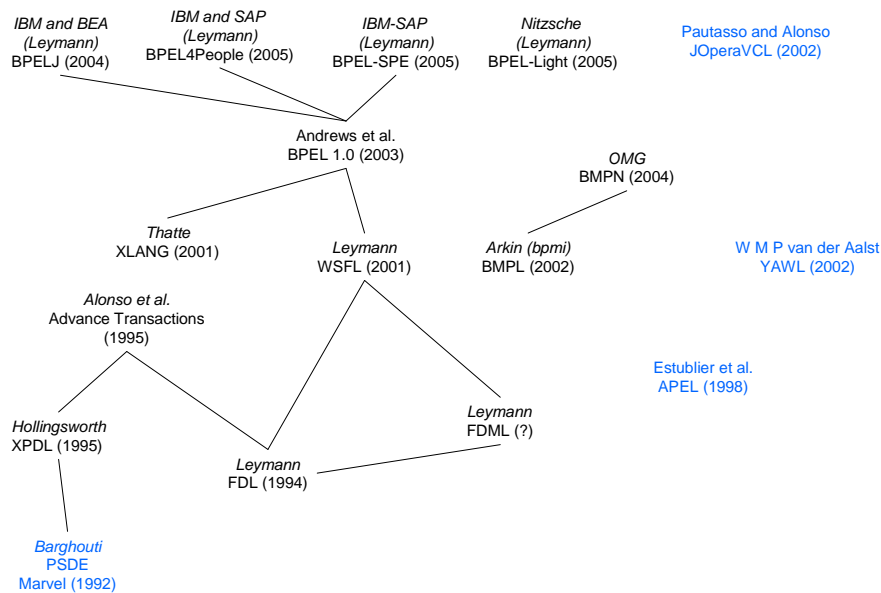 IBM and BEA
(Leymann)
BPELJ (2004)
IBM and SAP
(Leymann)
BPEL4People (2005)
IBM-SAP
(Leymann)
BPEL-SPE (2005)
Nitzsche
(Leymann)
BPEL-Light (2005)
Pautasso and Alonso
JOperaVCL (2002)
Andrews et al.
BPEL 1.0 (2003)
OMG
BMPN (2004)
Thatte
XLANG (2001)
Leymann
WSFL (2001)
Arkin (bpmi)
BMPL (2002)
W M P van der Aalst
YAWL (2002)
Alonso et al.
Advance Transactions
(1995)
Estublier et al.
APEL (1998)
Hollingsworth
XPDL (1995)
Leymann
FDML (?)
Leymann
FDL (1994)
Barghouti
PSDE
Marvel (1992)